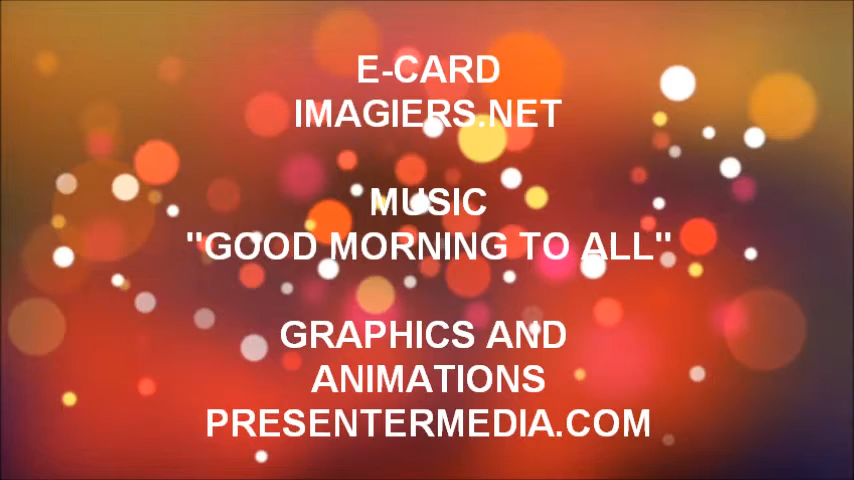 E-CARD
IMAGIERS.NET
MUSIC
"GOOD MORNING TO ALL"
GRAPHICS AND
ANIMATIONS
PRESENTERMEDIA.COM